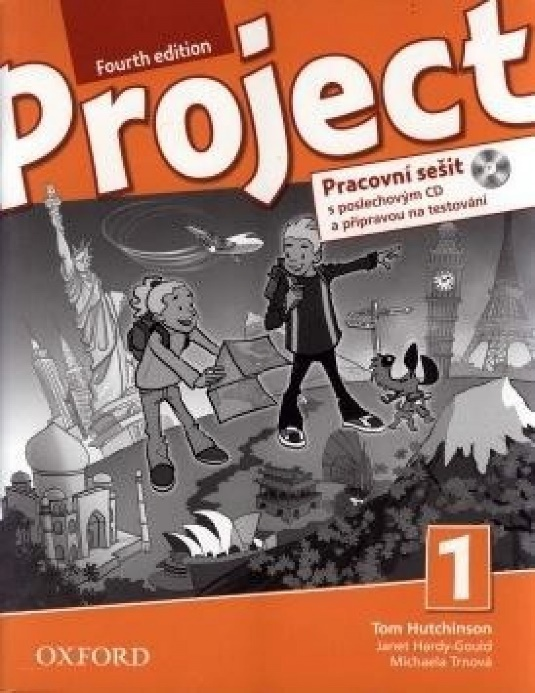 Fourth edition
Project
Pracovní sešit
s poslechovým CD
a přípravou na testování
1
Tom Hutchinson
Janet Hardy-Gould
Michaela Trnová
OXFORD